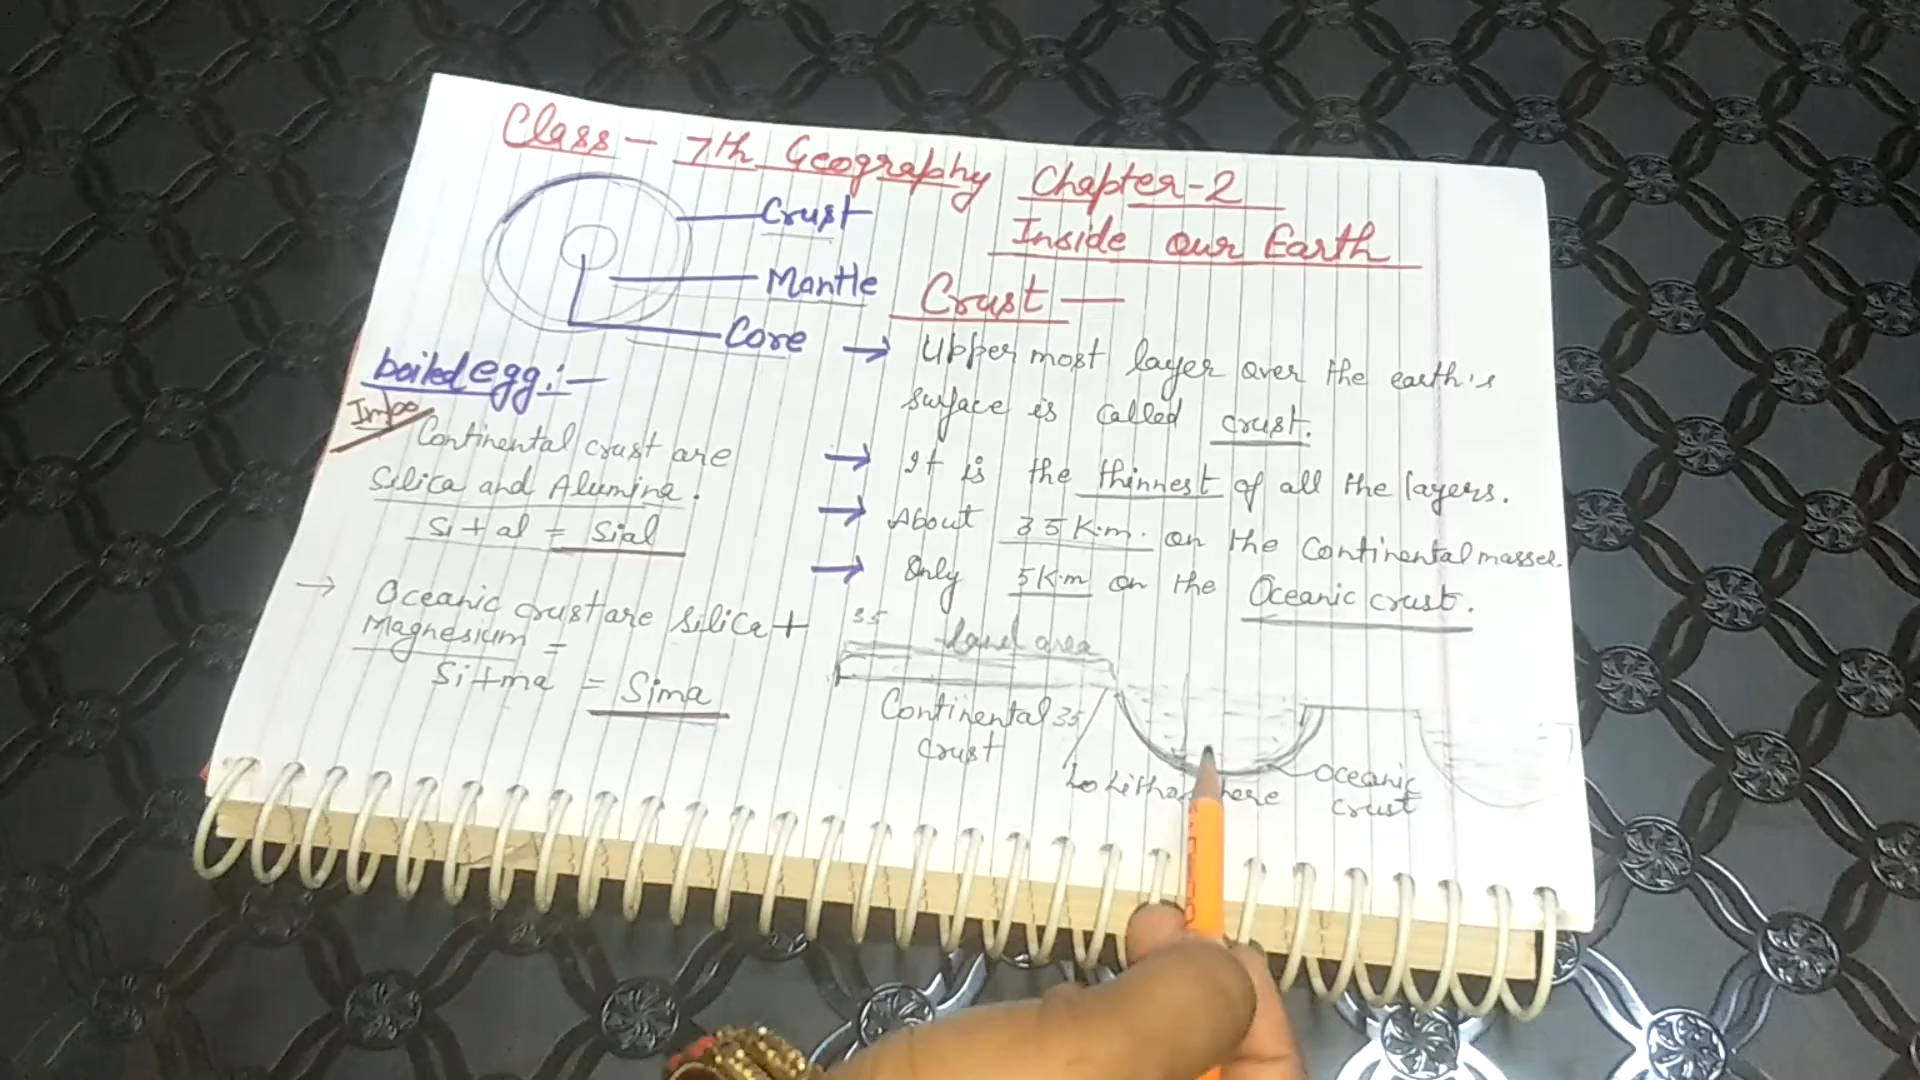 Class - 7th Geography Chapter-2
Inside our Earth
Crust
Mantle
Core
boiled egg :-
Impo
Continental crust are
Silica and Alumina.
Si + al = Sial
→ Oceanic crust are silica +
Magnesium =
Si + ma = Sima
Crust —
→ Upper most layer over the earth's
surface is called crust.
→ It is the thinnest of all the layers.
→ About 35 K.m. on the Continental masses.
→ Only 5 K.m on the Oceanic crust.
35
land area
Continental 35
Crust
Oceanic
crust